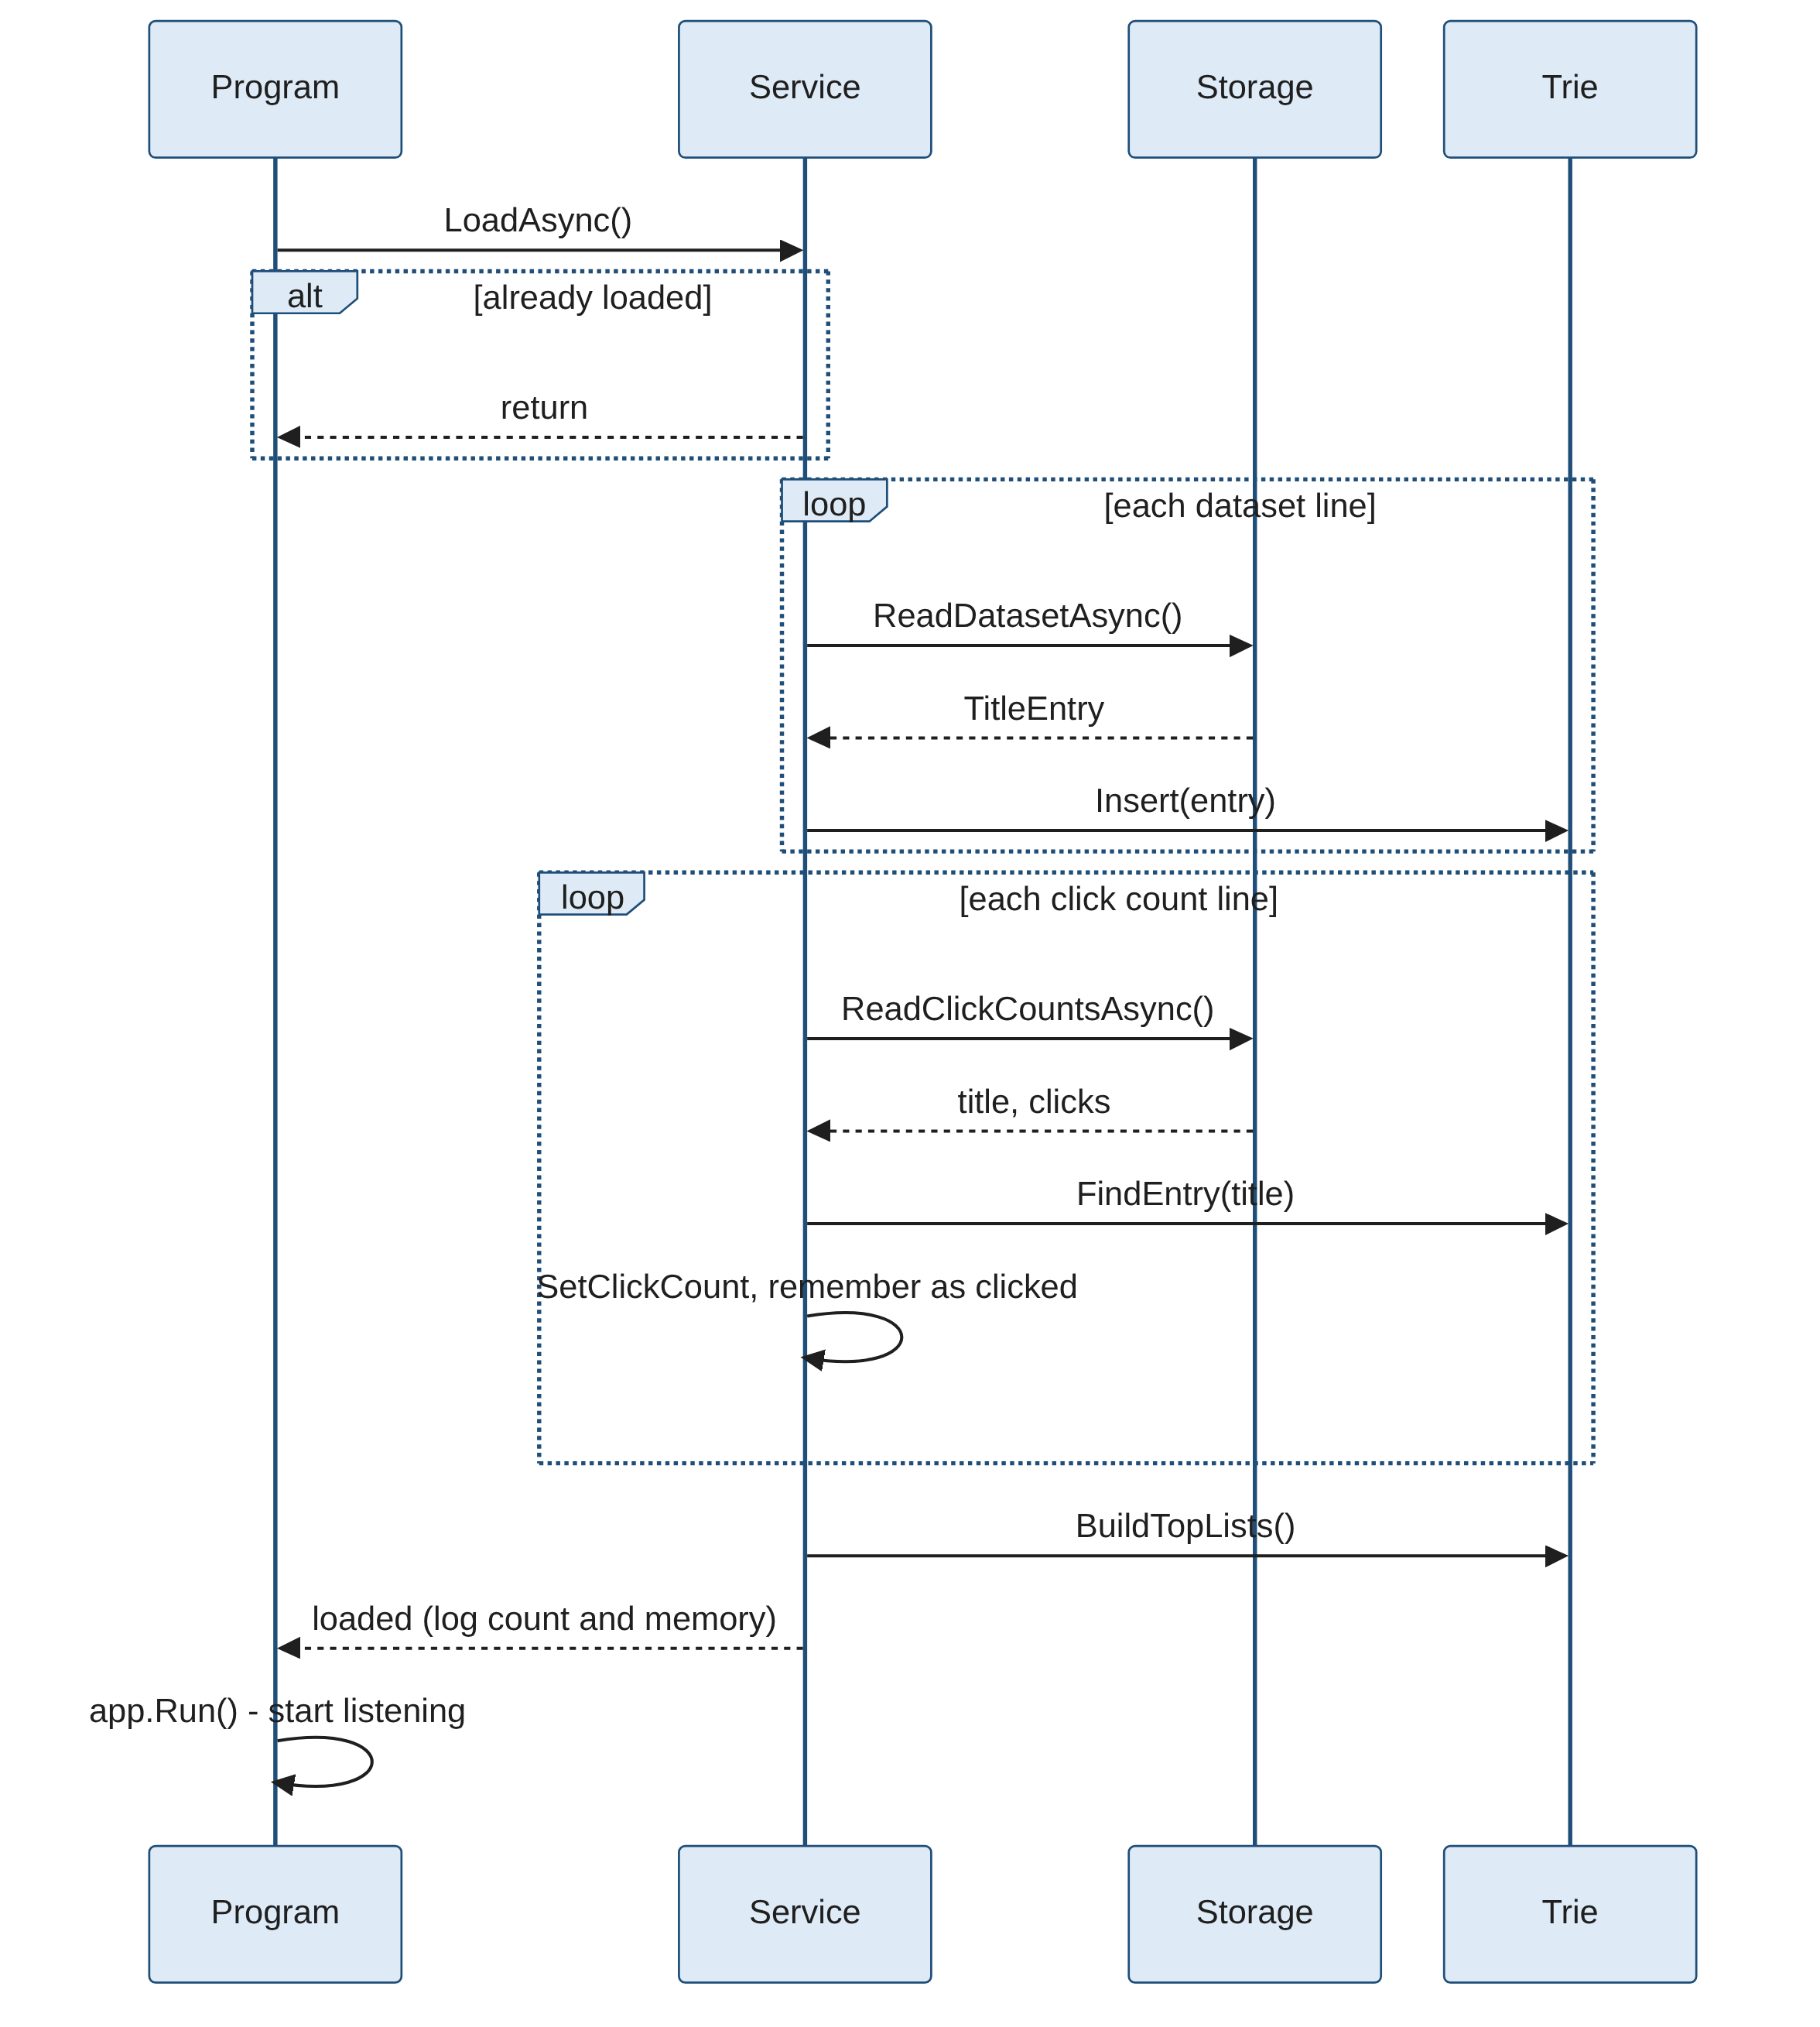 Program
Service
Storage
Trie
LoadAsync()
alt
[already loaded]
return
loop
[each dataset line]
ReadDatasetAsync()
TitleEntry
Insert(entry)
loop
[each click count line]
ReadClickCountsAsync()
title, clicks
FindEntry(title)
SetClickCount, remember as clicked
BuildTopLists()
loaded (log count and memory)
app.Run() - start listening
Program
Service
Storage
Trie